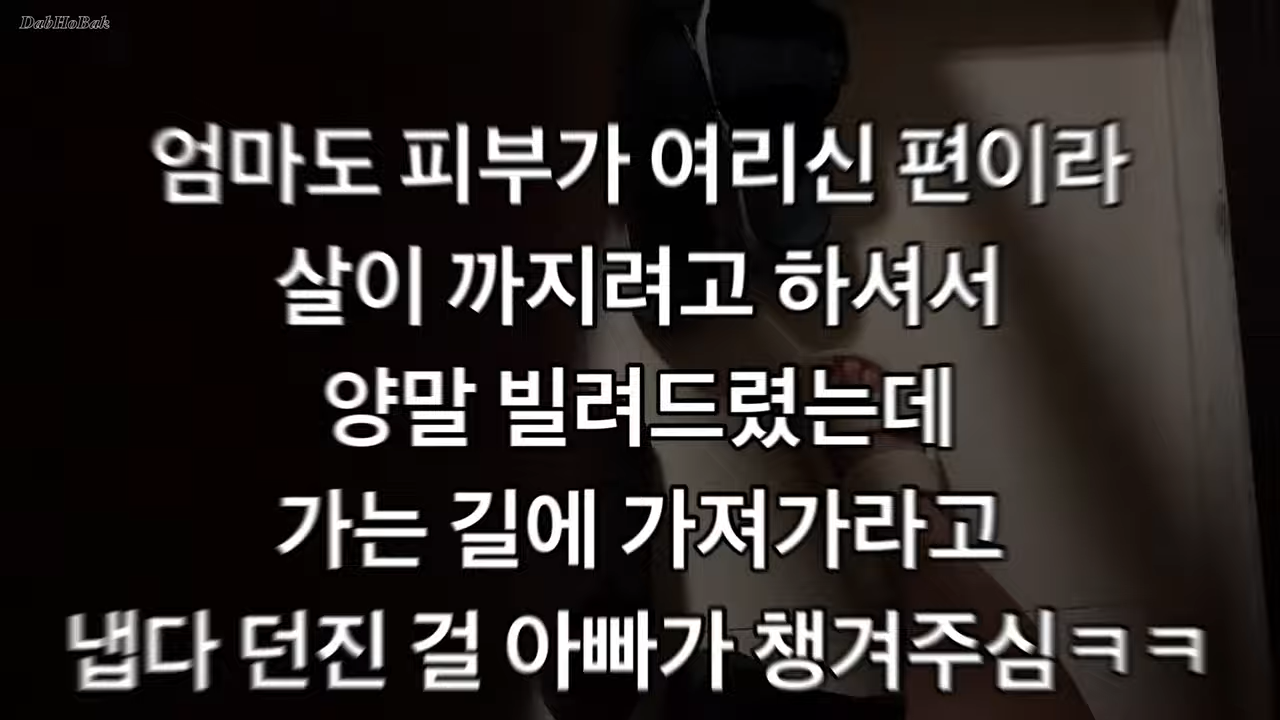 DabHoBak
엄마도 피부가 여리신 편이라
살이 까지려고 하셔서
양말 빌려드렸는데
가는 길에 가져가라고
냅다 던진 걸 아빠가 챙겨주심ㅋㅋ